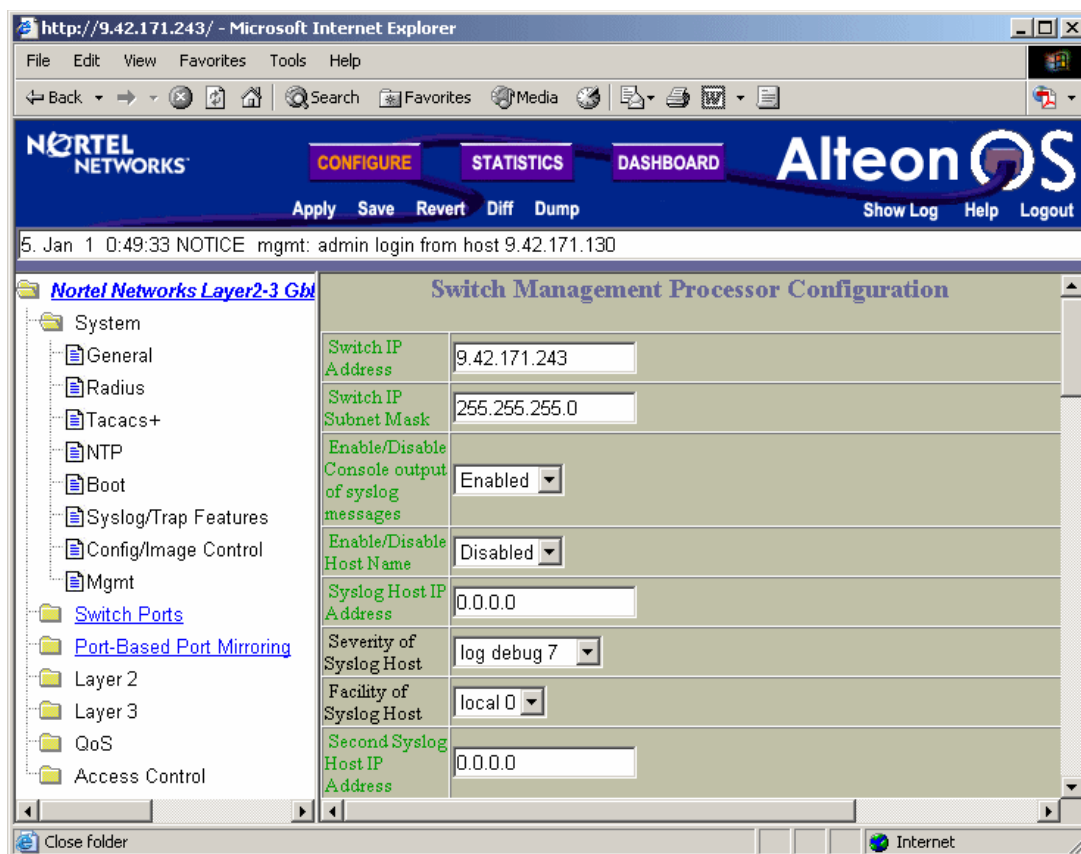 http://9.42.171.243/ - Microsoft Internet Explorer
File Edit View Favorites Tools Help
Back Search Favorites Media
NORTEL
NETWORKS
CONFIGURE STATISTICS DASHBOARD
Alteon OS
Apply Save Revert Diff Dump
Show Log Help Logout
5. Jan 1 0:49:33 NOTICE mgmt: admin login from host 9.42.171.130
Nortel Networks Layer2-3 Gb
System
General
Radius
Tacacs+
NTP
Boot
Syslog/Trap Features
Config/Image Control
Mgmt
Switch Ports
Port-Based Port Mirroring
Layer 2
Layer 3
QoS
Access Control
Switch Management Processor Configuration
Switch IP
Address
9.42.171.243
Switch IP
Subnet Mask
255.255.255.0
Enable/Disable
Console output
of syslog
messages
Enabled
Enable/Disable
Host Name
Disabled
Syslog Host IP
Address
0.0.0.0
Severity of
Syslog Host
log debug 7
Facility of
Syslog Host
local 0
Second Syslog
Host IP
Address
0.0.0.0
Close folder
Internet